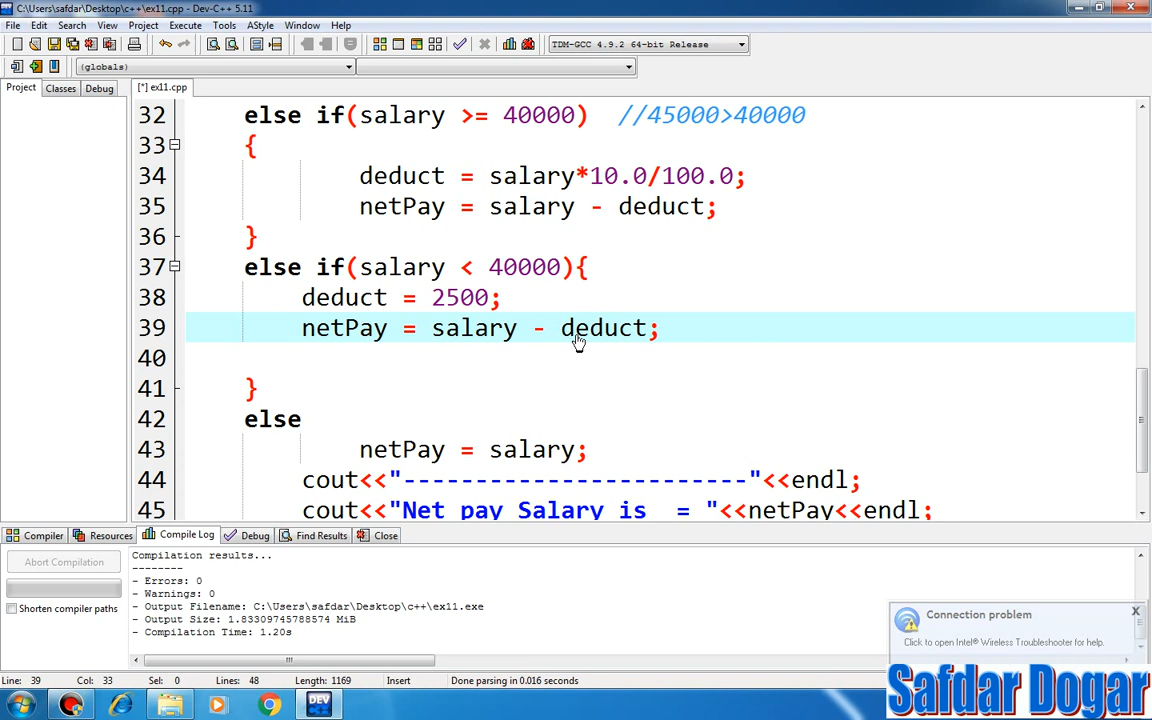 C:\Users\safdar\Desktop\c++\ex11.cpp - Dev-C++ 5.11
File Edit Search View Project Execute Tools AStyle Window Help
TDM-GCC 4.9.2 64-bit Release
(globals)
Project Classes Debug [*] ex11.cpp
32 else if(salary >= 40000) //45000>40000
33 {
34 deduct = salary*10.0/100.0;
35 netPay = salary - deduct;
36 }
37 else if(salary < 40000){
38 deduct = 2500;
39 netPay = salary - deduct;
40
41 }
42 else
43 netPay = salary;
44 cout<<"------------------------"<<endl;
45 cout<<"Net pay Salary is = "<<netPay<<endl;
Compiler Resources Compile Log Debug Find Results Close
Abort Compilation
Shorten compiler paths
Compilation results...
--------
- Errors: 0
- Warnings: 0
- Output Filename: C:\Users\safdar\Desktop\c++\ex11.exe
- Output Size: 1.83309745788574 MiB
- Compilation Time: 1.20s
Connection problem
Click to open Intel® Wireless Troubleshooter for help.
Line: 39 Col: 33 Sel: 0 Lines: 48 Length: 1169 Insert Done parsing in 0.016 seconds
DEV
Safdar Dogar